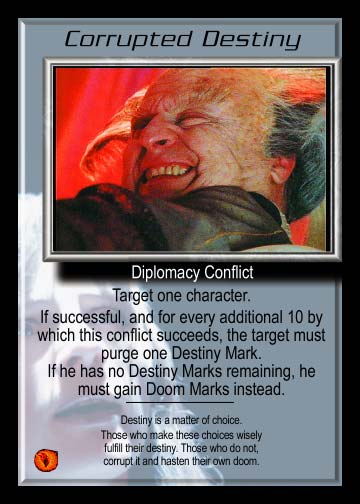 Corrupted Destiny
Diplomacy Conflict
Target one character.
If successful, and for every additional 10 by
which this conflict succeeds, the target must
purge one Destiny Mark.
If he has no Destiny Marks remaining, he
must gain Doom Marks instead.
Destiny is a matter of choice.
Those who make these choices wisely
fulfill their destiny. Those who do not,
corrupt it and hasten their own doom.